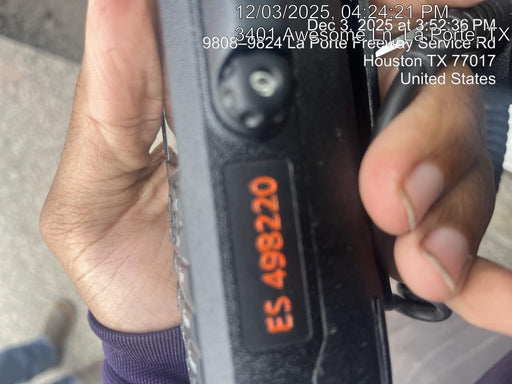 12/03/2025, 04:24:21 PM
Dec 3, 2025 at 3:52:36 PM
3401 Awesome Ln, La Porte, TX
9808-9824 La Porte Freeway Service Rd
Houston TX 77017
United States
ES 498220